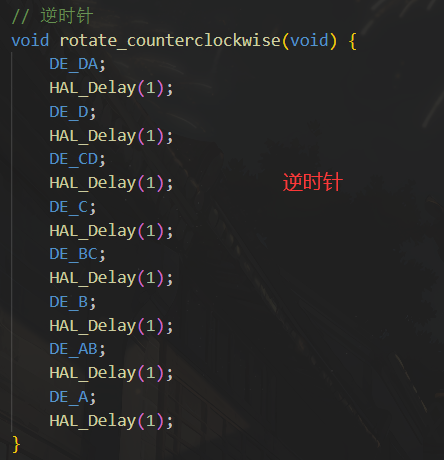 // 逆时针
void rotate_counterclockwise(void) {
    DE_DA;
    HAL_Delay(1);
    DE_D;
    HAL_Delay(1);
    DE_CD;
    HAL_Delay(1);
逆时针
    DE_C;
    HAL_Delay(1);
    DE_BC;
    HAL_Delay(1);
    DE_B;
    HAL_Delay(1);
    DE_AB;
    HAL_Delay(1);
    DE_A;
    HAL_Delay(1);
}